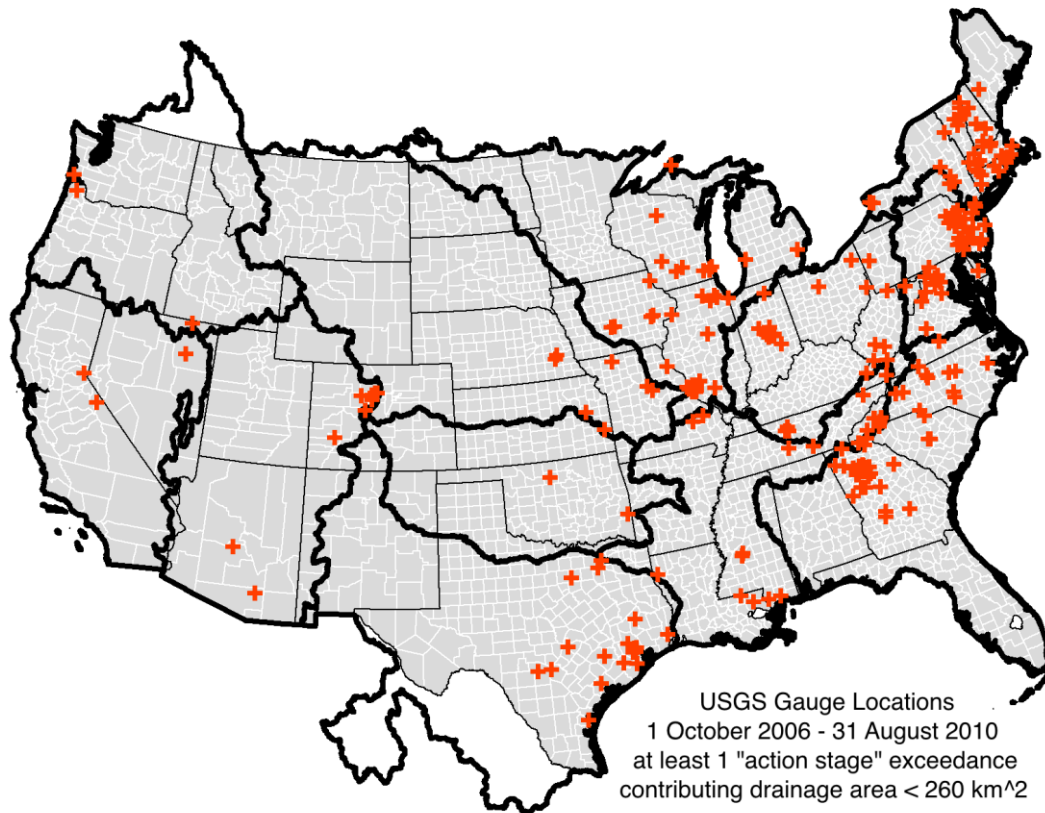 USGS Gauge Locations
1 October 2006 - 31 August 2010
at least 1 "action stage" exceedance
contributing drainage area < 260 km^2